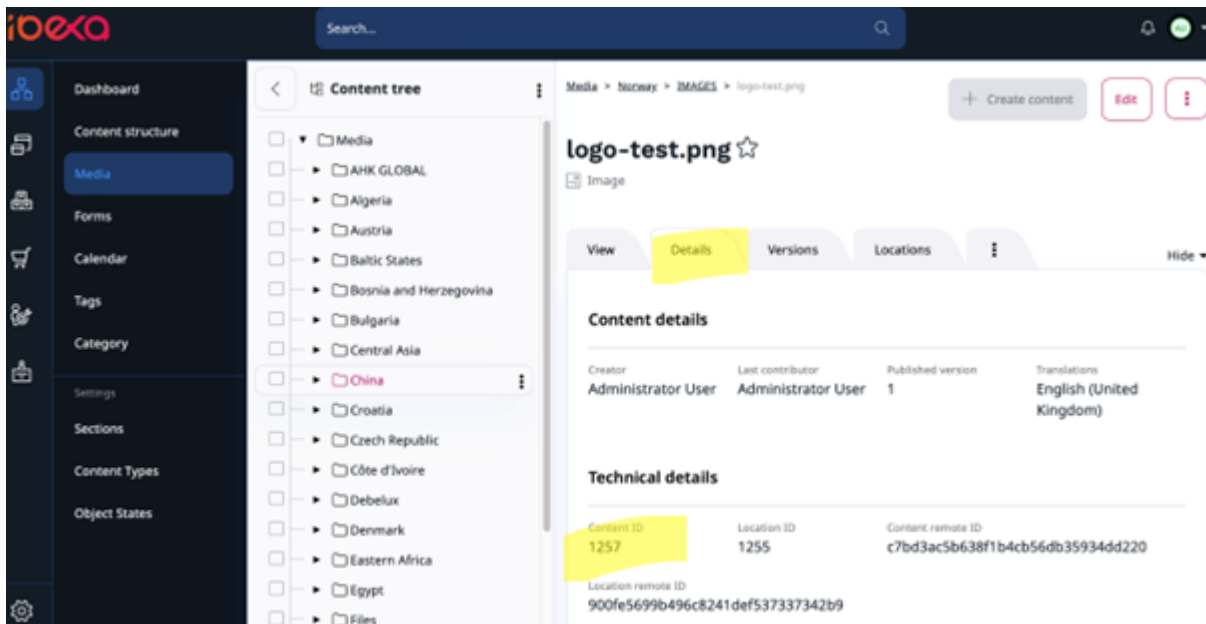 ibexa
Search...
Dashboard
Content structure
Media
Forms
Calendar
Tags
Category
Settings
Sections
Content Types
Object States
Content tree
Media
AHK GLOBAL
Algeria
Austria
Baltic States
Bosnia and Herzegovina
Bulgaria
Central Asia
China
Croatia
Czech Republic
Côte d'Ivoire
Debelux
Denmark
Eastern Africa
Egypt
Files
Media > Norway > IMAGES > logo-test.png
+ Create content
Edit
logo-test.png
Image
View Details Versions Locations
Hide
Content details
Creator Last contributor Published version Translations
Administrator User Administrator User 1 English (United
Kingdom)
Technical details
Content ID Location ID Content remote ID
1257 1255 c7bd3ac5b638f1b4cb56db35934dd220
Location remote ID
900fe5699b496c8241def537337342b9